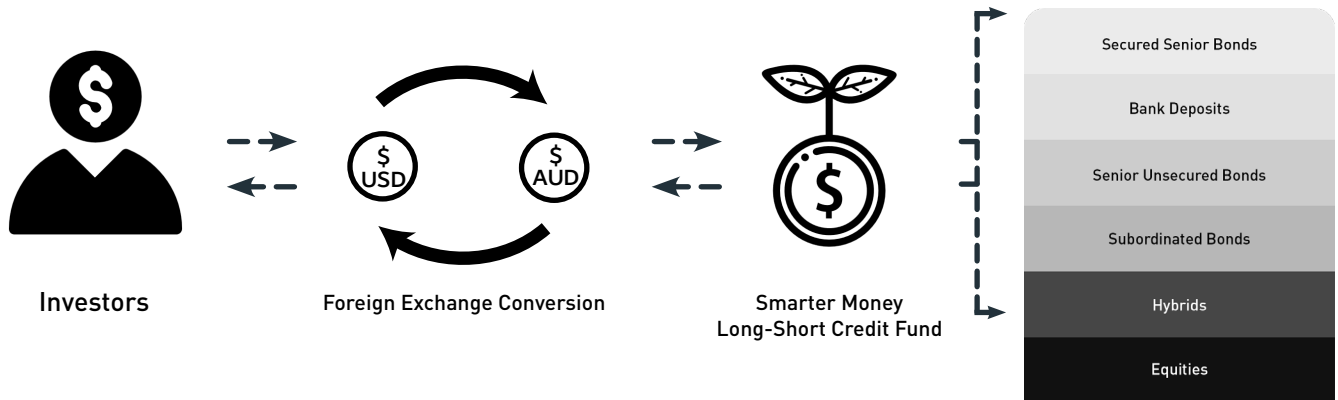 $
$
USD
$
AUD
$
Investors
Foreign Exchange Conversion
Smarter Money
Long-Short Credit Fund
Secured Senior Bonds
Bank Deposits
Senior Unsecured Bonds
Subordinated Bonds
Hybrids
Equities